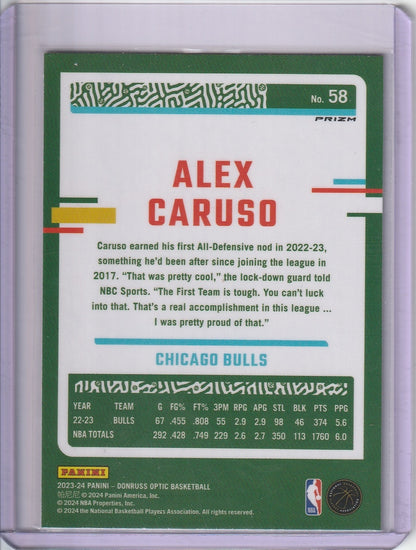 No. 58
PRIZM
ALEX
CARUSO
Caruso earned his first All-Defensive nod in 2022-23,
something he'd been after since joining the league in
2017. “That was pretty cool,” the lock-down guard told
NBC Sports. “The First Team is tough. You can't luck
into that. That's a real accomplishment in this league ...
I was pretty proud of that.”
CHICAGO BULLS
YEAR TEAM G FG% FT% 3PM RPG APG STL BLK PTS PPG
22-23 BULLS 67 .455 .808 55 2.9 2.9 98 46 374 5.6
NBA TOTALS 292 .428 .749 229 2.6 2.7 350 113 1760 6.0
PANINI
2023-24 PANINI – DONRUSS OPTIC BASKETBALL
帕尼尼 © 2024 Panini America, Inc.
© 2024 NBA Properties, Inc.
© 2024 the National Basketball Players Association. All rights reserved.
NBA